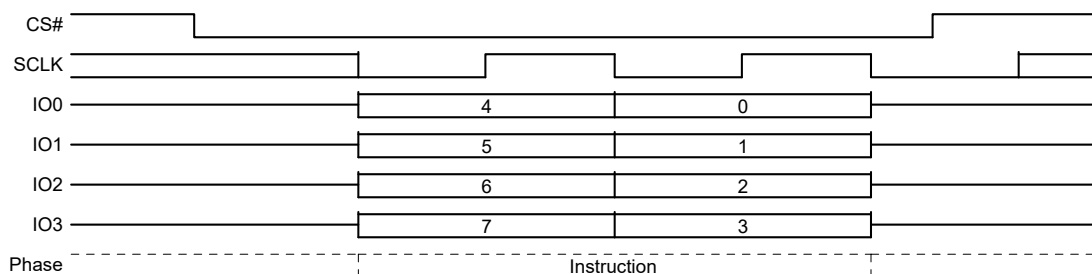 CS#
SCLK
IO0 4 0
IO1 5 1
IO2 6 2
IO3 7 3
Phase Instruction